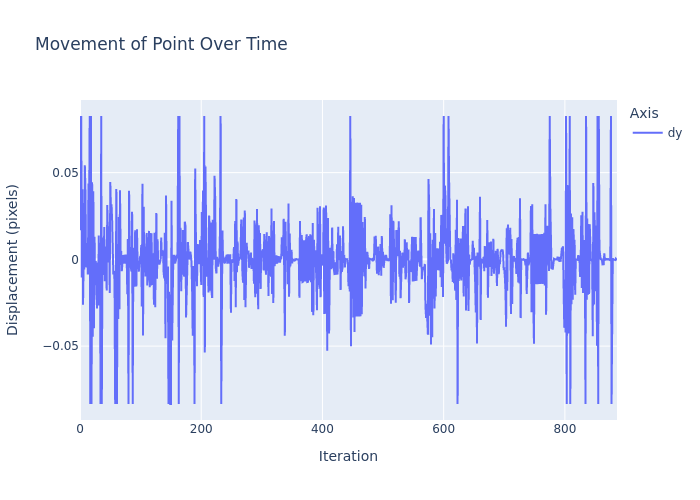 Movement of Point Over Time
Axis
dy
0.05
0
−0.05
Displacement (pixels)
0
200
400
600
800
Iteration